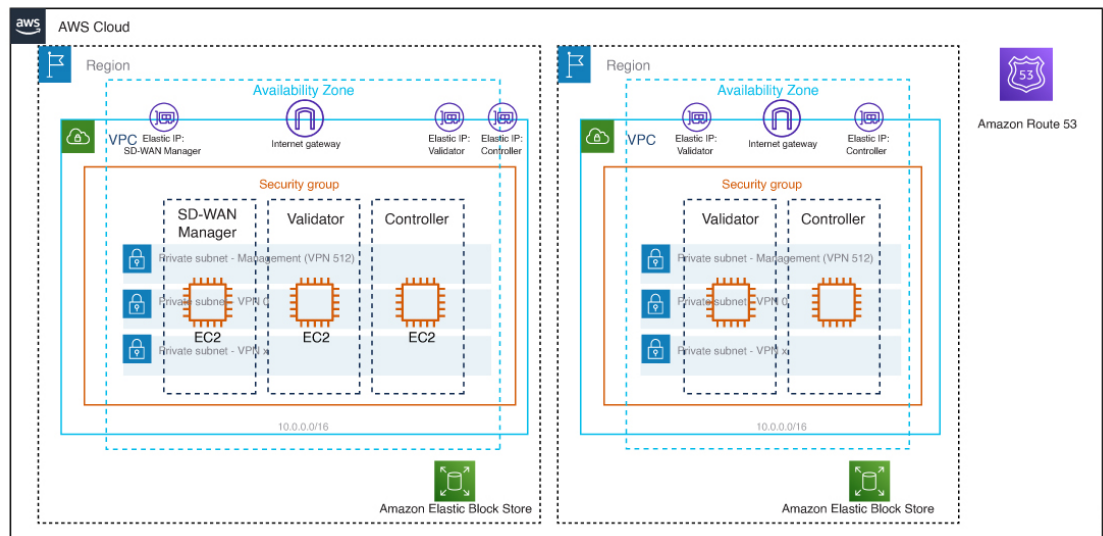 aws
AWS Cloud
Region
Availability Zone
VPC
Elastic IP:
SD-WAN Manager
Internet gateway
Elastic IP:
Validator
Elastic IP:
Controller
Security group
SD-WAN
Manager
Validator
Controller
Private subnet - Management (VPN 512)
Private subnet - VPN 0
EC2
EC2
EC2
Private subnet - VPN x
10.0.0.0/16
Amazon Elastic Block Store
Region
Availability Zone
VPC
Elastic IP:
Validator
Internet gateway
Elastic IP:
Controller
Security group
Validator
Controller
Private subnet - Management (VPN 512)
Private subnet - VPN 0
Private subnet - VPN x
10.0.0.0/16
Amazon Elastic Block Store
53
Amazon Route 53